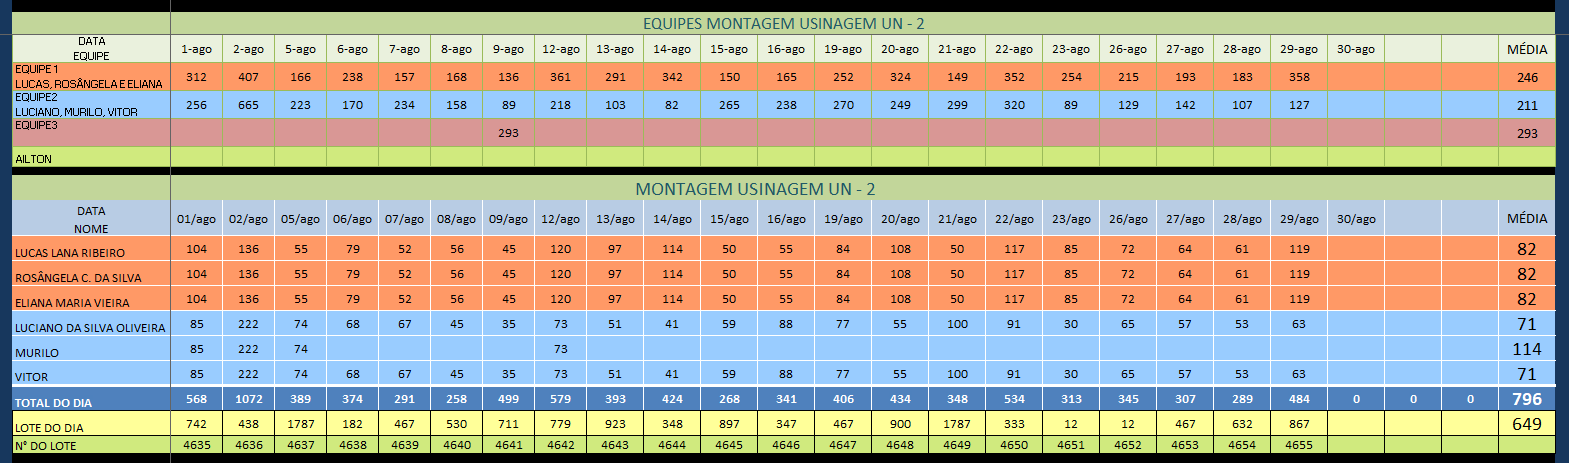 EQUIPES MONTAGEM USINAGEM UN - 2
DATA
EQUIPE 1-ago 2-ago 5-ago 6-ago 7-ago 8-ago 9-ago 12-ago 13-ago 14-ago 15-ago 16-ago 19-ago 20-ago 21-ago 22-ago 23-ago 26-ago 27-ago 28-ago 29-ago 30-ago MÉDIA
EQUIPE 1
LUCAS, ROSÂNGELA E ELIANA 312 407 166 238 157 168 136 361 291 342 150 165 252 324 149 352 254 215 193 183 358 246
EQUIPE2
LUCIANO, MURILO, VITOR 256 665 223 170 234 158 89 218 103 82 265 238 270 249 299 320 89 129 142 107 127 211
EQUIPE3 293 293
AILTON
MONTAGEM USINAGEM UN - 2
DATA
NOME 01/ago 02/ago 05/ago 06/ago 07/ago 08/ago 09/ago 12/ago 13/ago 14/ago 15/ago 16/ago 19/ago 20/ago 21/ago 22/ago 23/ago 26/ago 27/ago 28/ago 29/ago 30/ago MÉDIA
LUCAS LANA RIBEIRO 104 136 55 79 52 56 45 120 97 114 50 55 84 108 50 117 85 72 64 61 119 82
ROSÂNGELA C. DA SILVA 104 136 55 79 52 56 45 120 97 114 50 55 84 108 50 117 85 72 64 61 119 82
ELIANA MARIA VIEIRA 104 136 55 79 52 56 45 120 97 114 50 55 84 108 50 117 85 72 64 61 119 82
LUCIANO DA SILVA OLIVEIRA 85 222 74 68 67 45 35 73 51 41 59 88 77 55 100 91 30 65 57 53 63 71
MURILO 85 222 74 73 114
VITOR 85 222 74 68 67 45 35 73 51 41 59 88 77 55 100 91 30 65 57 53 63 71
TOTAL DO DIA 568 1072 389 374 291 258 499 579 393 424 268 341 406 434 348 534 313 345 307 289 484 0 0 0 796
LOTE DO DIA 742 438 1787 182 467 530 711 779 923 348 897 347 467 900 1787 333 12 12 467 632 867 649
N° DO LOTE 4635 4636 4637 4638 4639 4640 4641 4642 4643 4644 4645 4646 4647 4648 4649 4650 4651 4652 4653 4654 4655